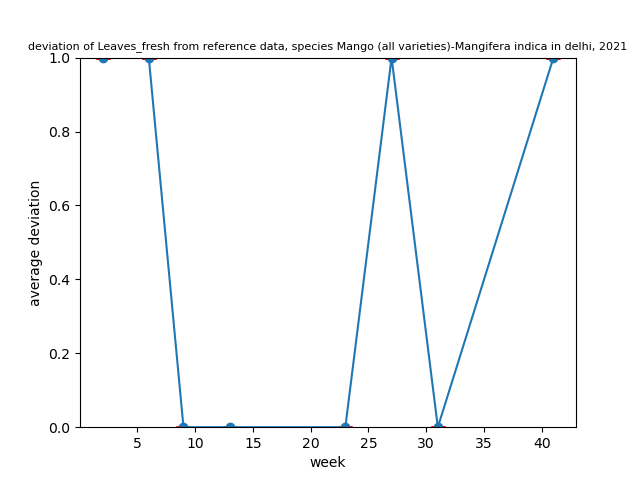 deviation of Leaves_fresh from reference data, species Mango (all varieties)-Mangifera indica in delhi, 2021
1.0
0.8
0.6
0.4
0.2
0.0
average deviation
5 10 15 20 25 30 35 40
week